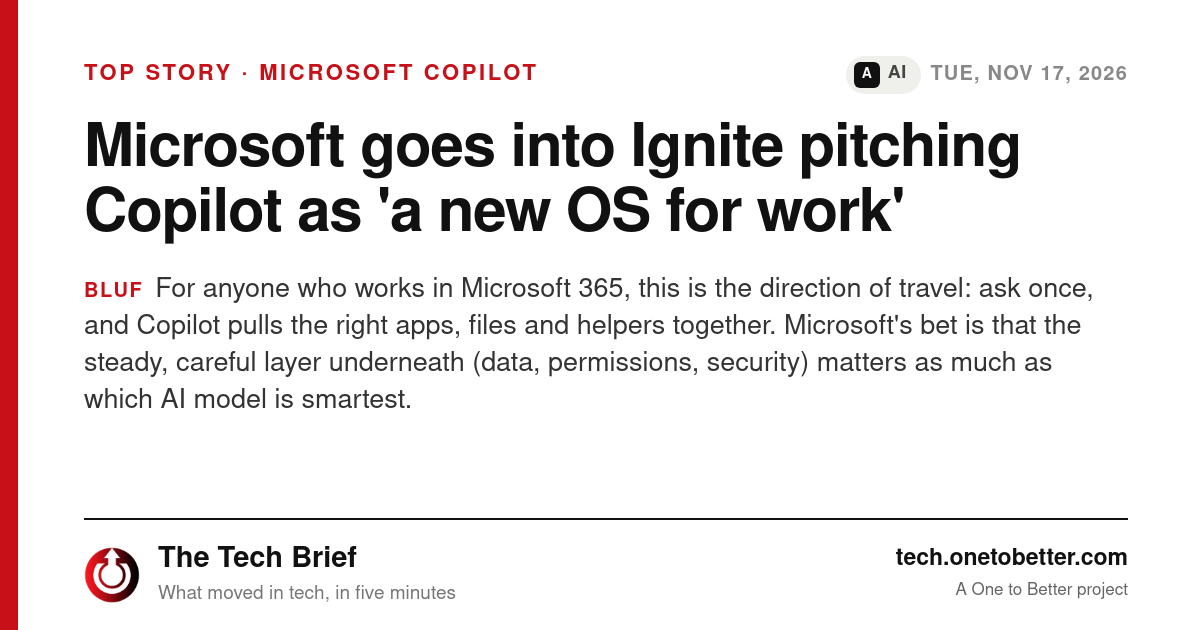 TOP STORY · MICROSOFT COPILOT
A AI TUE, NOV 17, 2026
Microsoft goes into Ignite pitching
Copilot as 'a new OS for work'
BLUF For anyone who works in Microsoft 365, this is the direction of travel: ask once,
and Copilot pulls the right apps, files and helpers together. Microsoft's bet is that the
steady, careful layer underneath (data, permissions, security) matters as much as
which AI model is smartest.
The Tech Brief
What moved in tech, in five minutes
tech.onetobetter.com
A One to Better project